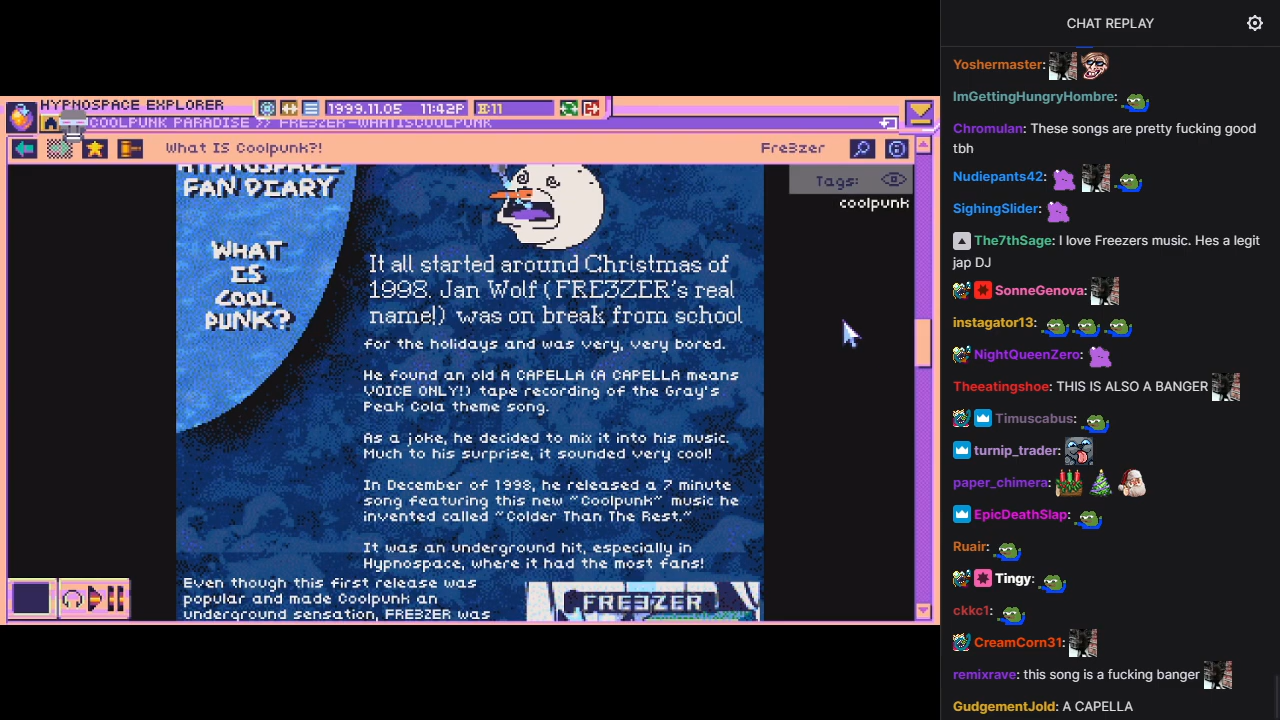 CHAT REPLAY
HYPNOSPACE EXPLORER
1999.11.05 11:42P
11
COOLPUNK PARADISE >> FRE3ZER-WHATISCOOLPUNK
What IS Coolpunk?!
Fre3zer
Tags:
coolpunk
HYPNOSPACE
FAN DIARY
WHAT
IS
COOL
PUNK?
It all started around Christmas of
1998. Jan Wolf (FRE3ZER's real
name!) was on break from school
for the holidays and was very, very bored.
He found an old A CAPELLA (A CAPELLA means
VOICE ONLY!) tape recording of the Gray's
Peak Cola theme song.
As a joke, he decided to mix it into his music.
Much to his surprise, it sounded very cool!
In December of 1998, he released a 7 minute
song featuring this new "Coolpunk" music he
invented called "Colder Than The Rest."
It was an underground hit, especially in
Hypnospace, where it had the most fans!
Even though this first release was
popular and made Coolpunk an
underground sensation, FRE3ZER was
FRE3ZER
Yoshermaster:
ImGettingHungryHombre:
Chromulan: These songs are pretty fucking good
tbh
Nudiepants42:
SighingSlider:
The7thSage: I love Freezers music. Hes a legit
jap DJ
SonneGenova:
instagator13:
NightQueenZero:
Theeatingshoe: THIS IS ALSO A BANGER
Timuscabus:
turnip_trader:
paper_chimera:
EpicDeathSlap:
Ruair:
Tingy:
ckkc1:
CreamCorn31:
remixrave: this song is a fucking banger
GudgementJold: A CAPELLA